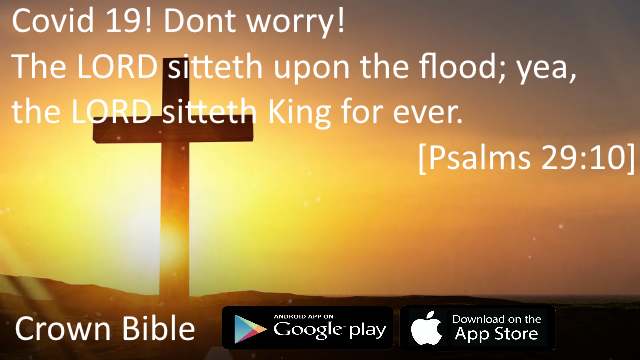 Covid 19! Dont worry!
The LORD sitteth upon the flood; yea,
the LORD sitteth King for ever.
[Psalms 29:10]
Crown Bible
ANDROID APP ON
Google play
Download on the
App Store